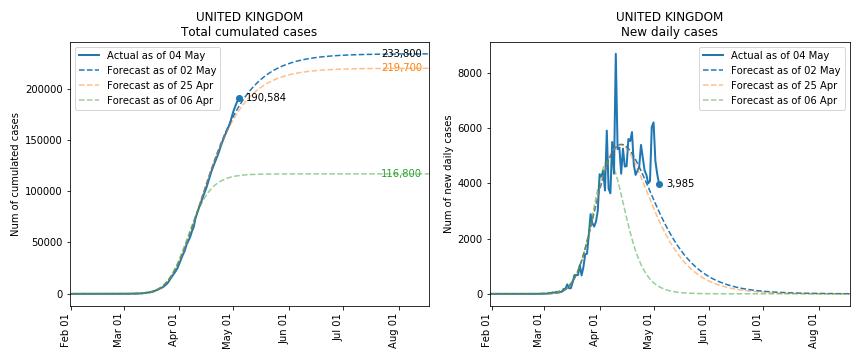 UNITED KINGDOM
Total cumulated cases
Num of cumulated cases
200000
150000
100000
50000
0
Actual as of 04 May
Forecast as of 02 May
Forecast as of 25 Apr
Forecast as of 06 Apr
233,800
219,700
190,584
116,800
Feb 01
Mar 01
Apr 01
May 01
Jun 01
Jul 01
Aug 01
UNITED KINGDOM
New daily cases
Num of new daily cases
8000
6000
4000
2000
0
Actual as of 04 May
Forecast as of 02 May
Forecast as of 25 Apr
Forecast as of 06 Apr
3,985
Feb 01
Mar 01
Apr 01
May 01
Jun 01
Jul 01
Aug 01